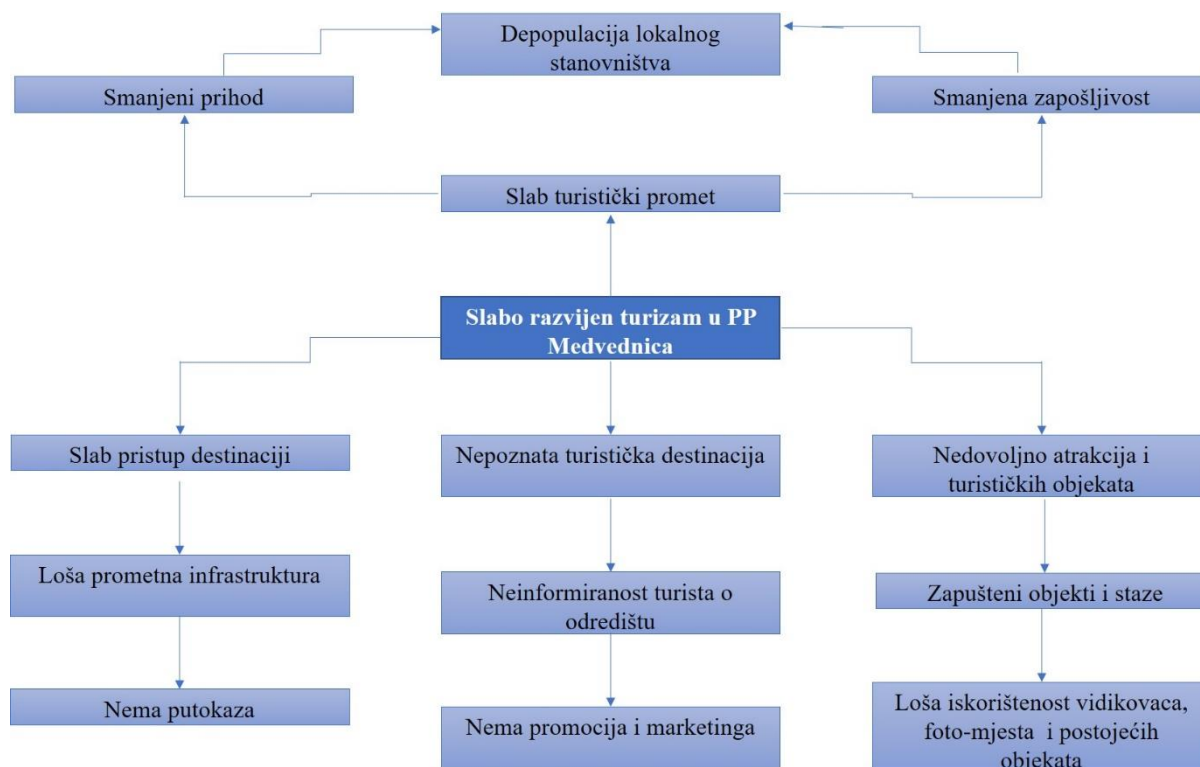 Depopulacija lokalnog
stanovništva
Smanjeni prihod
Smanjena zapošljivost
Slab turistički promet
Slabo razvijen turizam u PP
Medvednica
Slab pristup destinaciji
Nepoznata turistička destinacija
Nedovoljno atrakcija i
turističkih objekata
Loša prometna infrastruktura
Neinformiranost turista o
odredištu
Zapušteni objekti i staze
Nema putokaza
Nema promocija i marketinga
Loša iskorištenost vidikovaca,
foto-mjesta i postojećih
objekata